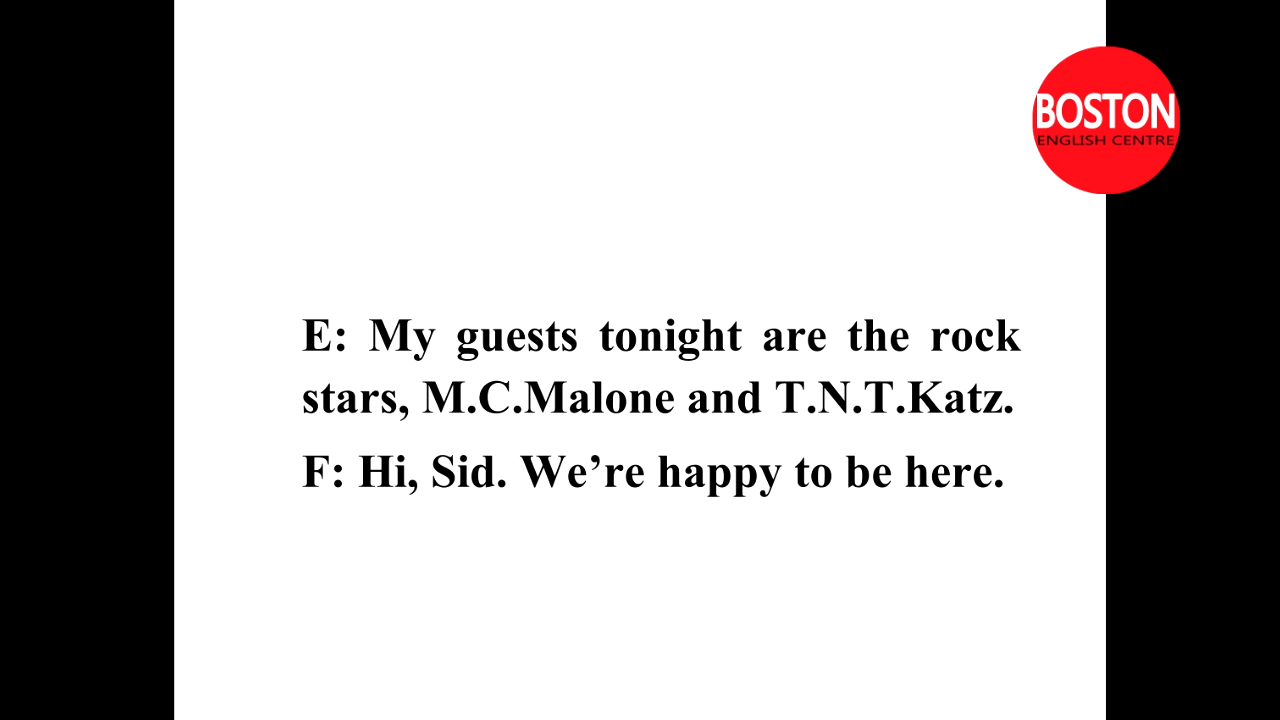 BOSTON
ENGLISH CENTRE
E: My guests tonight are the rock
stars, M.C.Malone and T.N.T.Katz.
F: Hi, Sid. We’re happy to be here.